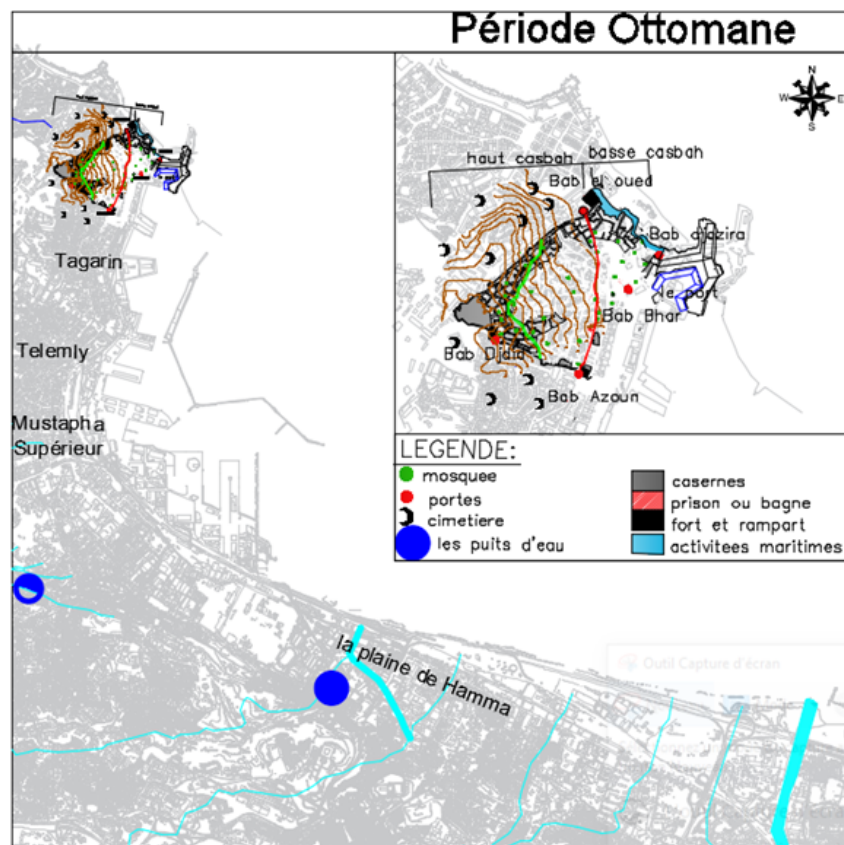 Période Ottomane
N
W E
S
haut casbah basse casbah
Bab el oued
Bab djazira
le port
Bab Bhar
Bab Djdid
Bab Azoun
Tagarin
Telemly
Mustapha
Supérieur
LEGENDE:
mosquee
portes
cimetiere
les puits d'eau
casernes
prison ou bagne
fort et rampart
activitees maritimes
la plaine de Hamma
Outil Capture d'écran